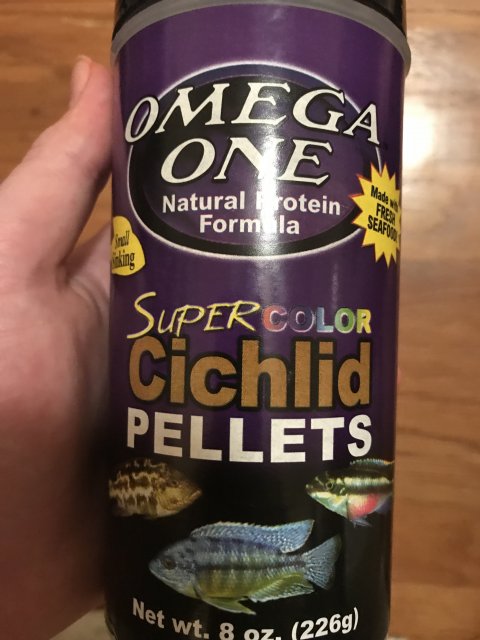 OMEGA
ONE
Natural Protein
Formula
Made with
FRESH
SEAFOOD
Small
Sinking
SUPER COLOR
Cichlid
PELLETS
Net wt. 8 oz. (226g)